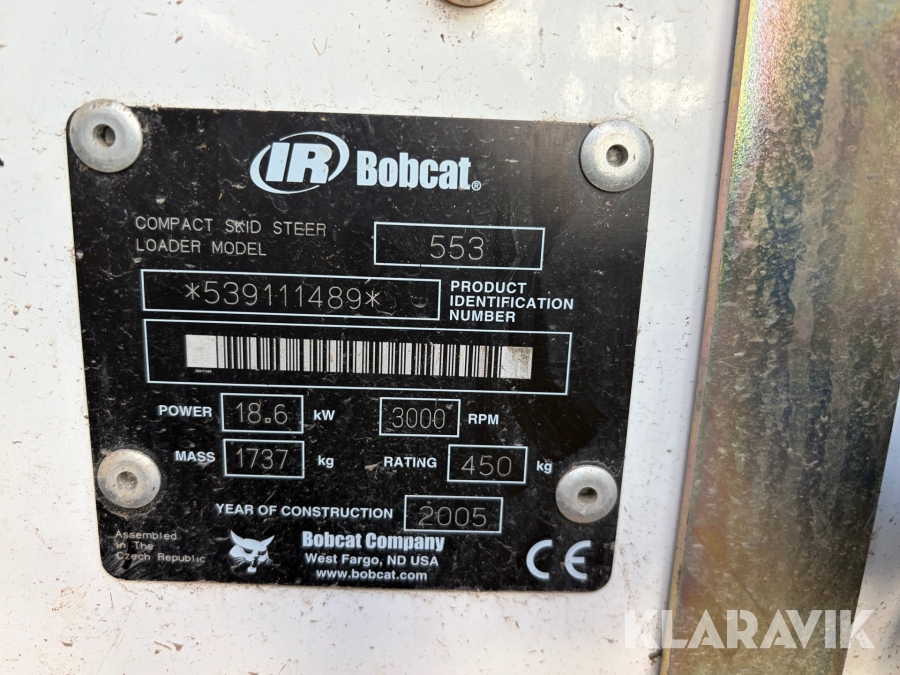 IR Bobcat®
COMPACT SKID STEER
LOADER MODEL 553
*539111489* PRODUCT
IDENTIFICATION
NUMBER
POWER 18.6 kW 3000 RPM
MASS 1737 kg RATING 450 kg
YEAR OF CONSTRUCTION 2005
Assembled
in The
Czech Republic
Bobcat Company
West Fargo, ND USA
www.bobcat.com
CE
KLARAVIK